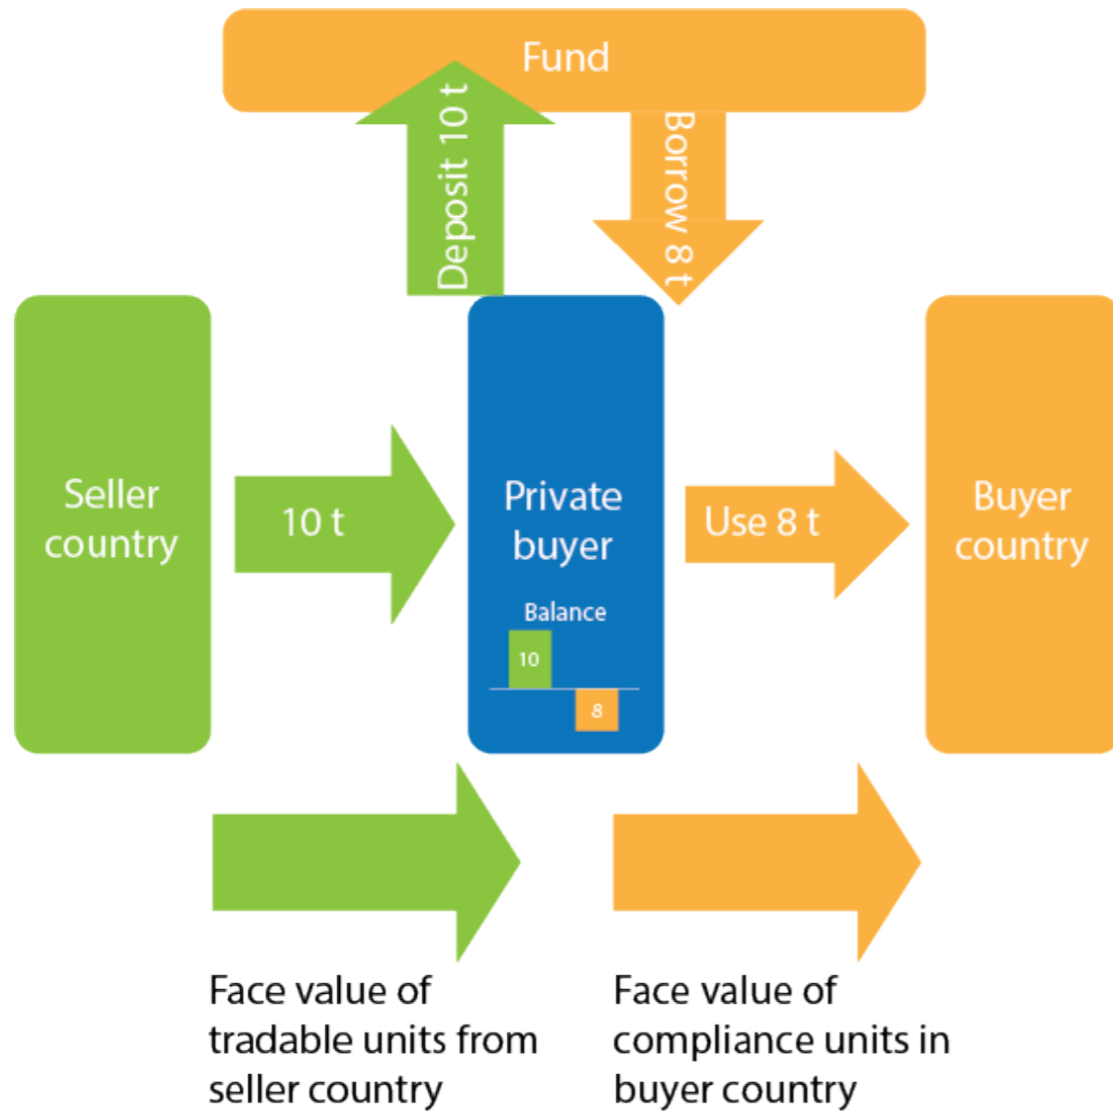 Fund
Deposit 10 t
Borrow 8 t
Seller
country
10 t
Private
buyer
Balance
10
8
Use 8 t
Buyer
country
Face value of
tradable units from
seller country
Face value of
compliance units in
buyer country